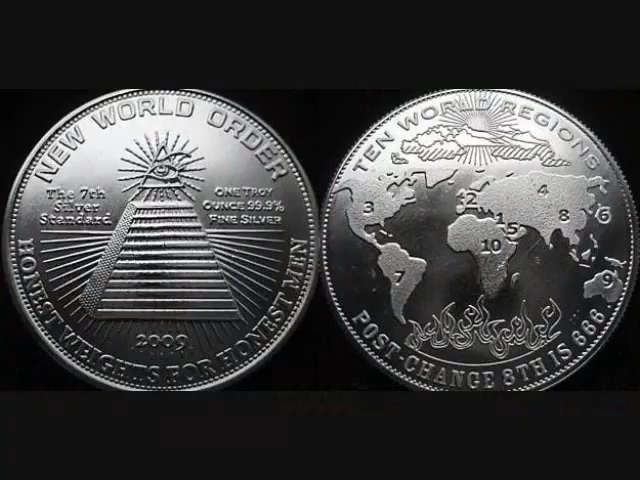 NEW WORLD ORDER
The 7th
Silver
Standard
ONE TROY
OUNCE 99.9%
FINE SILVER
2009
HONEST WEIGHTS FOR HONEST MEN
TEN WORLD REGIONS
4
3
2
1
8
6
5
10
7
9
POST-CHANGE 8TH IS 666